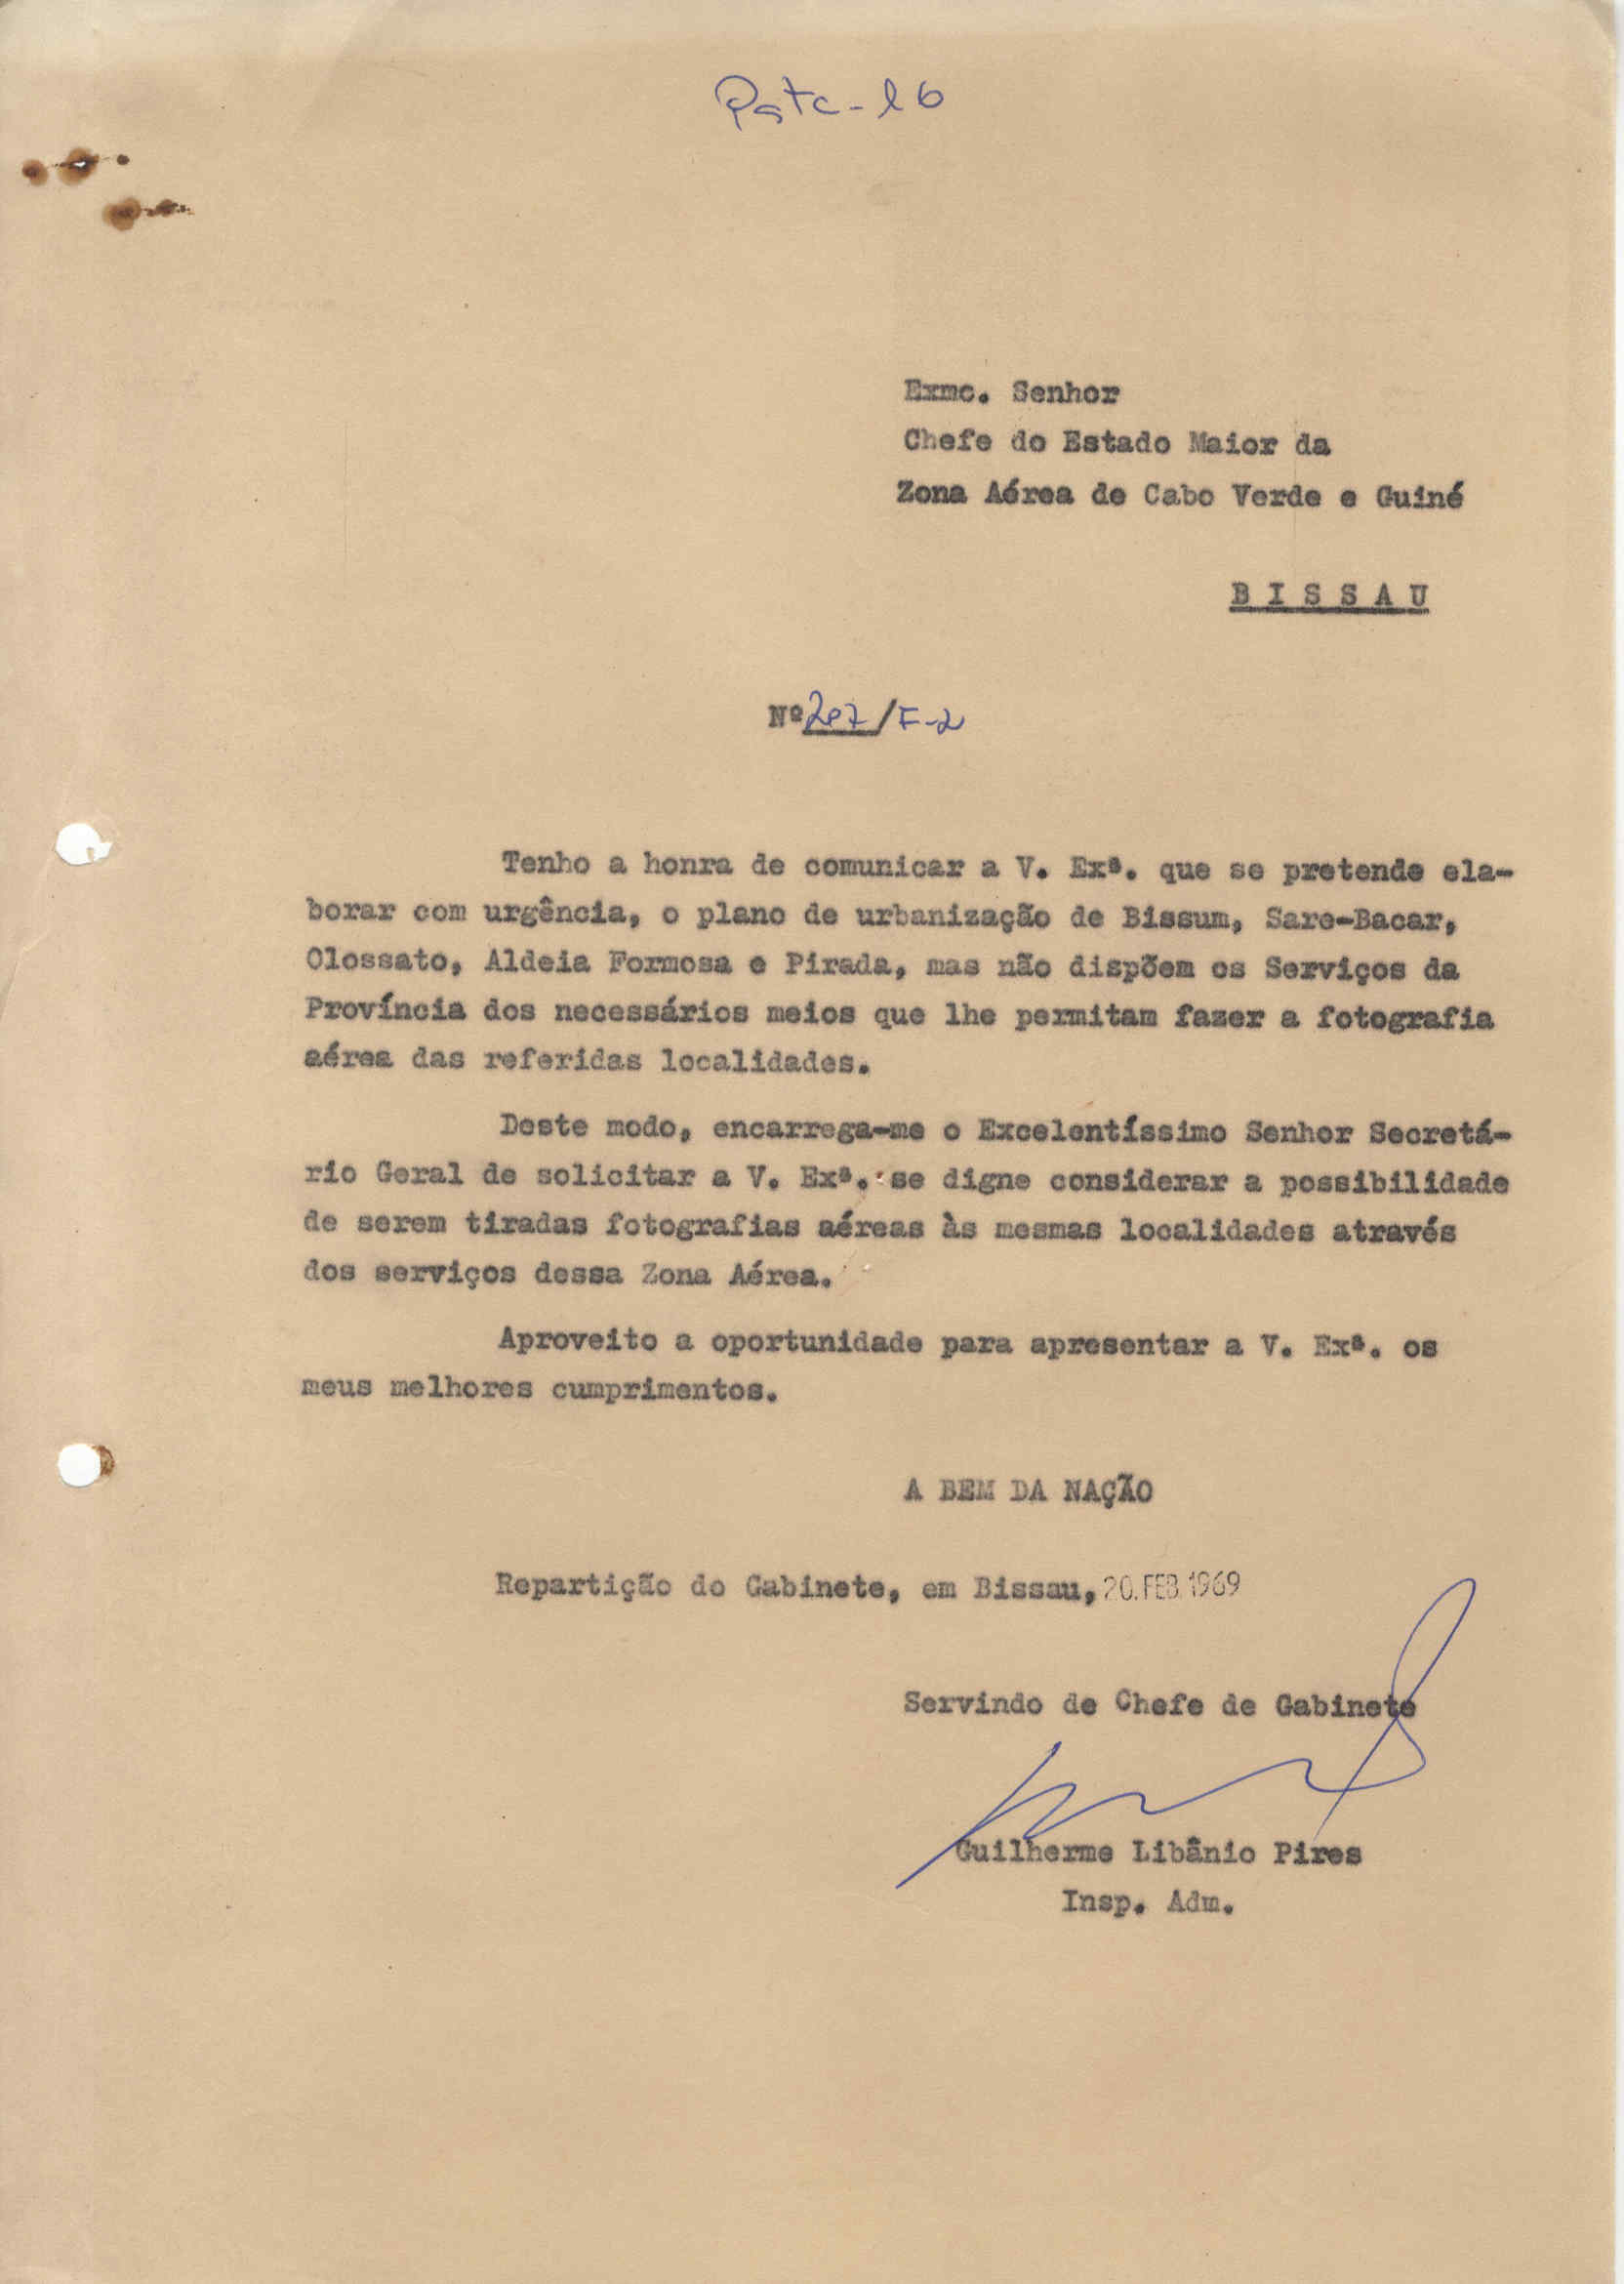 Exmo. Senhor
Chefe do Estado Maior da
Zona Aérea de Cabo Verde e Guiné
B I S S A U
Nº 207/F-2
Tenho a honra de comunicar a V. Exª. que se pretende ela-
borar com urgência, o plano de urbanização de Bissum, Sare-Bacar,
Olossato, Aldeia Formosa e Pirada, mas não dispõem os Serviços da
Província dos necessários meios que lhe permitam fazer a fotografia
aérea das referidas localidades.
Deste modo, encarrega-me o Excelentíssimo Senhor Secretá-
rio Geral de solicitar a V. Exª. se digne considerar a possibilidade
de serem tiradas fotografias aéreas às mesmas localidades através
dos serviços dessa Zona Aérea.
Aproveito a oportunidade para apresentar a V. Exª. os
meus melhores cumprimentos.
A BEM DA NAÇÃO
Repartição do Gabinete, em Bissau, 20.FEB.1969
Servindo de Chefe de Gabinete
Guilherme Libânio Pires
Insp. Adm.